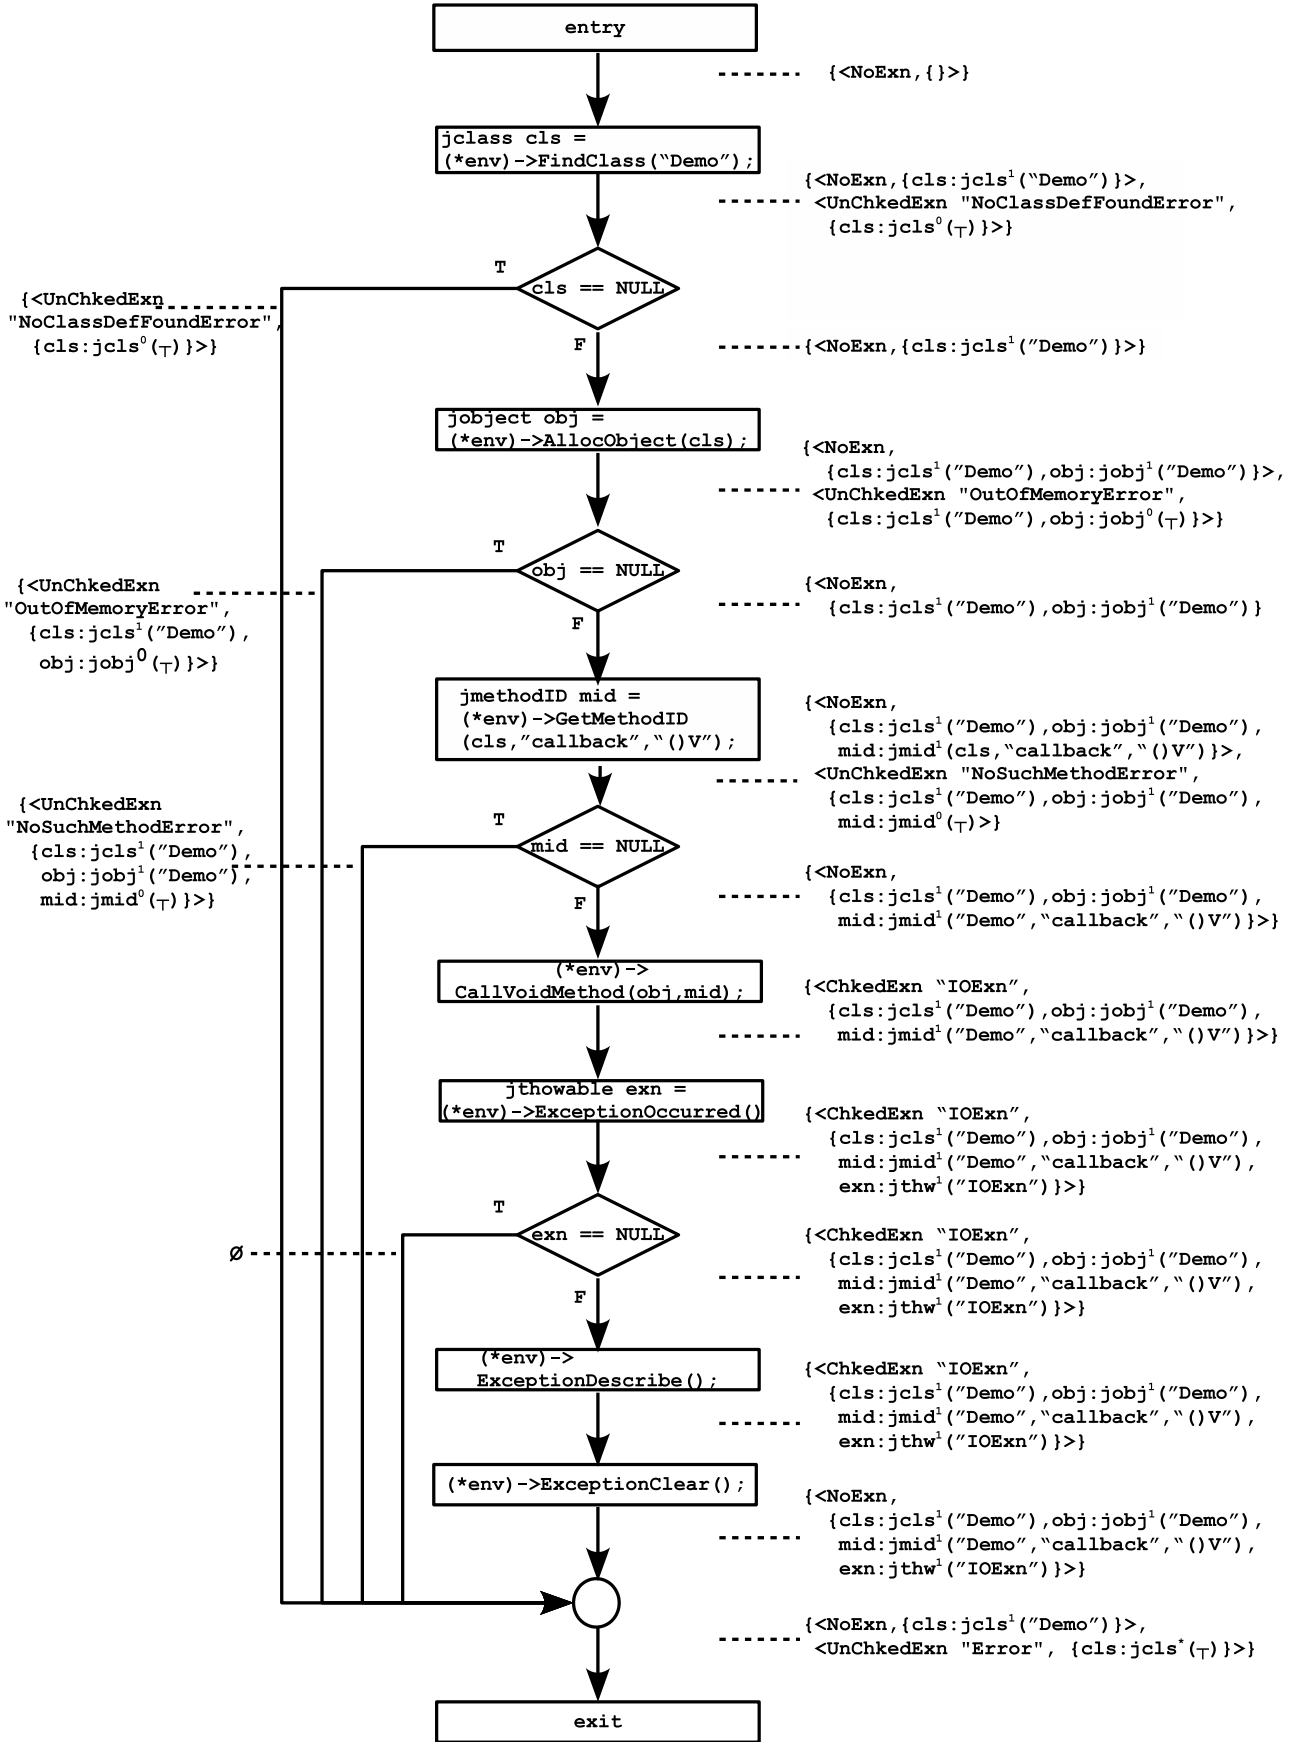 entry
{<NoExn,{}>}
jclass cls =
(*env)->FindClass(“Demo”);
{<NoExn,{cls:jcls¹(“Demo”)}>,
<UnChkedExn "NoClassDefFoundError",
{cls:jcls⁰(┬)}>}
T
cls == NULL
{<UnChkedExn
"NoClassDefFoundError",
{cls:jcls⁰(┬)}>}
F
{<NoExn,{cls:jcls¹(”Demo”)}>}
jobject obj =
(*env)->AllocObject(cls);
{<NoExn,
{cls:jcls¹(”Demo”),obj:jobj¹(”Demo”)}>,
<UnChkedExn "OutOfMemoryError",
{cls:jcls¹(”Demo”),obj:jobj⁰(┬)}>}
T
obj == NULL
{<UnChkedExn
"OutOfMemoryError",
{cls:jcls¹(”Demo”),
obj:jobj⁰(┬)}>}
{<NoExn,
{cls:jcls¹(”Demo”),obj:jobj¹(”Demo”)}
F
jmethodID mid =
(*env)->GetMethodID
(cls,”callback”,“()V”);
{<NoExn,
{cls:jcls¹(”Demo”),obj:jobj¹(”Demo”),
mid:jmid¹(cls,“callback”,“()V”)}>,
<UnChkedExn "NoSuchMethodError",
{cls:jcls¹(”Demo”),obj:jobj¹(”Demo”),
mid:jmid⁰(┬)>}
T
mid == NULL
{<UnChkedExn
"NoSuchMethodError",
{cls:jcls¹(”Demo”),
obj:jobj¹(”Demo”),
mid:jmid⁰(┬)}>}
F
{<NoExn,
{cls:jcls¹(”Demo”),obj:jobj¹(”Demo”),
mid:jmid¹(”Demo”,“callback”,“()V”)}>}
(*env)->
CallVoidMethod(obj,mid);
{<ChkedExn “IOExn”,
{cls:jcls¹(”Demo”),obj:jobj¹(”Demo”),
mid:jmid¹(”Demo”,“callback”,“()V”)}>}
jthowable exn =
(*env)->ExceptionOccurred()
{<ChkedExn “IOExn”,
{cls:jcls¹(”Demo”),obj:jobj¹(”Demo”),
mid:jmid¹(”Demo”,“callback”,“()V”),
exn:jthw¹(”IOExn”)}>}
T
exn == NULL
ø
F
{<ChkedExn “IOExn”,
{cls:jcls¹(”Demo”),obj:jobj¹(”Demo”),
mid:jmid¹(”Demo”,“callback”,“()V”),
exn:jthw¹(”IOExn”)}>}
(*env)->
ExceptionDescribe();
{<ChkedExn “IOExn”,
{cls:jcls¹(”Demo”),obj:jobj¹(”Demo”),
mid:jmid¹(”Demo”,“callback”,“()V”),
exn:jthw¹(”IOExn”)}>}
(*env)->ExceptionClear();
{<NoExn,
{cls:jcls¹(”Demo”),obj:jobj¹(”Demo”),
mid:jmid¹(”Demo”,“callback”,“()V”),
exn:jthw¹(”IOExn”)}>}
{<NoExn,{cls:jcls¹(”Demo”)}>,
<UnChkedExn "Error", {cls:jcls*(┬)}>}
exit